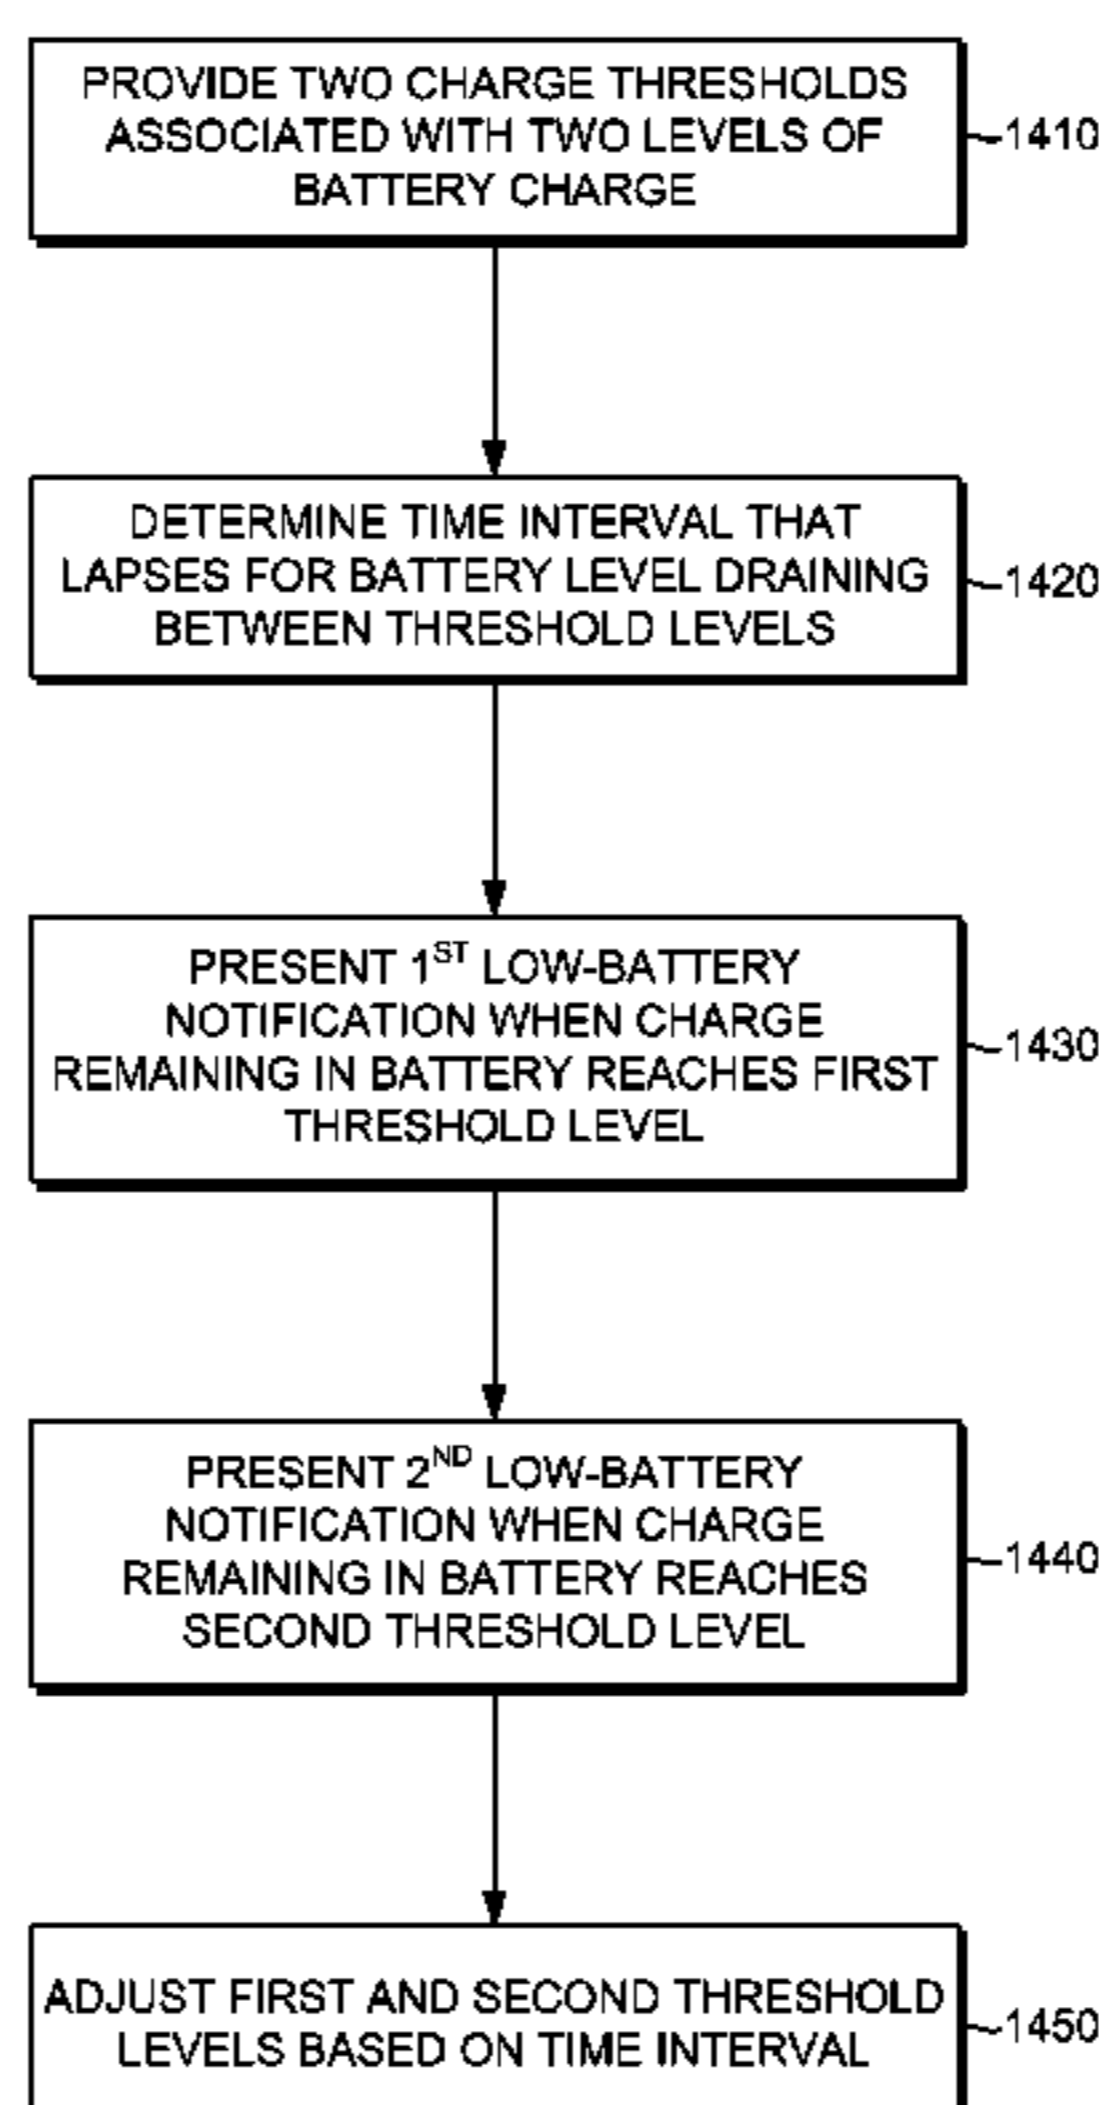 PROVIDE TWO CHARGE THRESHOLDS
ASSOCIATED WITH TWO LEVELS OF
BATTERY CHARGE
1410
DETERMINE TIME INTERVAL THAT
LAPSES FOR BATTERY LEVEL DRAINING
BETWEEN THRESHOLD LEVELS
1420
PRESENT 1ST LOW-BATTERY
NOTIFICATION WHEN CHARGE
REMAINING IN BATTERY REACHES FIRST
THRESHOLD LEVEL
1430
PRESENT 2ND LOW-BATTERY
NOTIFICATION WHEN CHARGE
REMAINING IN BATTERY REACHES
SECOND THRESHOLD LEVEL
1440
ADJUST FIRST AND SECOND THRESHOLD
LEVELS BASED ON TIME INTERVAL
1450